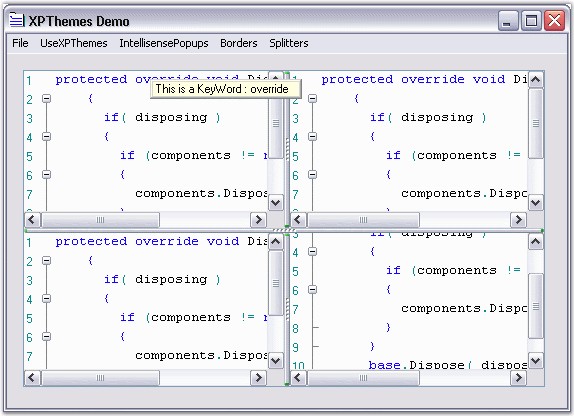 XPThemes Demo
File UseXPThemes IntellisensePopups Borders Splitters
1 protected override void Dis
This is a KeyWord : override
2 {
3 if( disposing )
4 {
5 if (components !=
6 {
7 components.Dispos
1 protected override void Di
2 {
3 if( disposing )
4 {
5 if (components !=
6 {
7 components.Dispo
1 protected override void Dis
2 {
3 if( disposing )
4 {
5 if (components !=
6 {
7 components.Dispos
3 if( disposing )
4 {
5 if (components !=
6 {
7 components.Dispo
8 }
9 }
10 base.Dispose( dispos